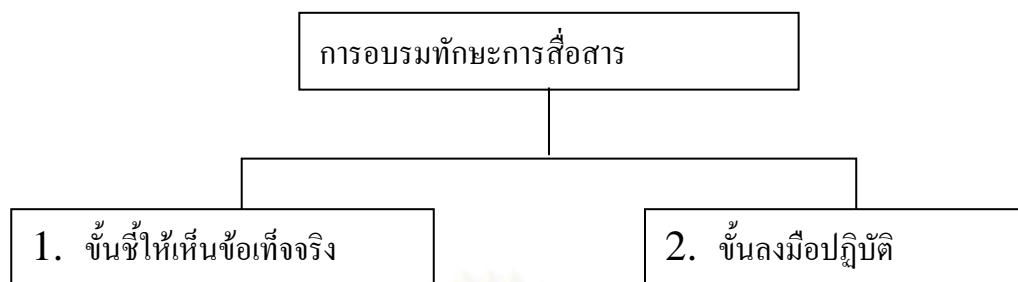 การอบรมทักษะการสื่อสาร
1. ขั้นชี้ให้เห็นข้อเท็จจริง
2. ขั้นลงมือปฏิบัติ